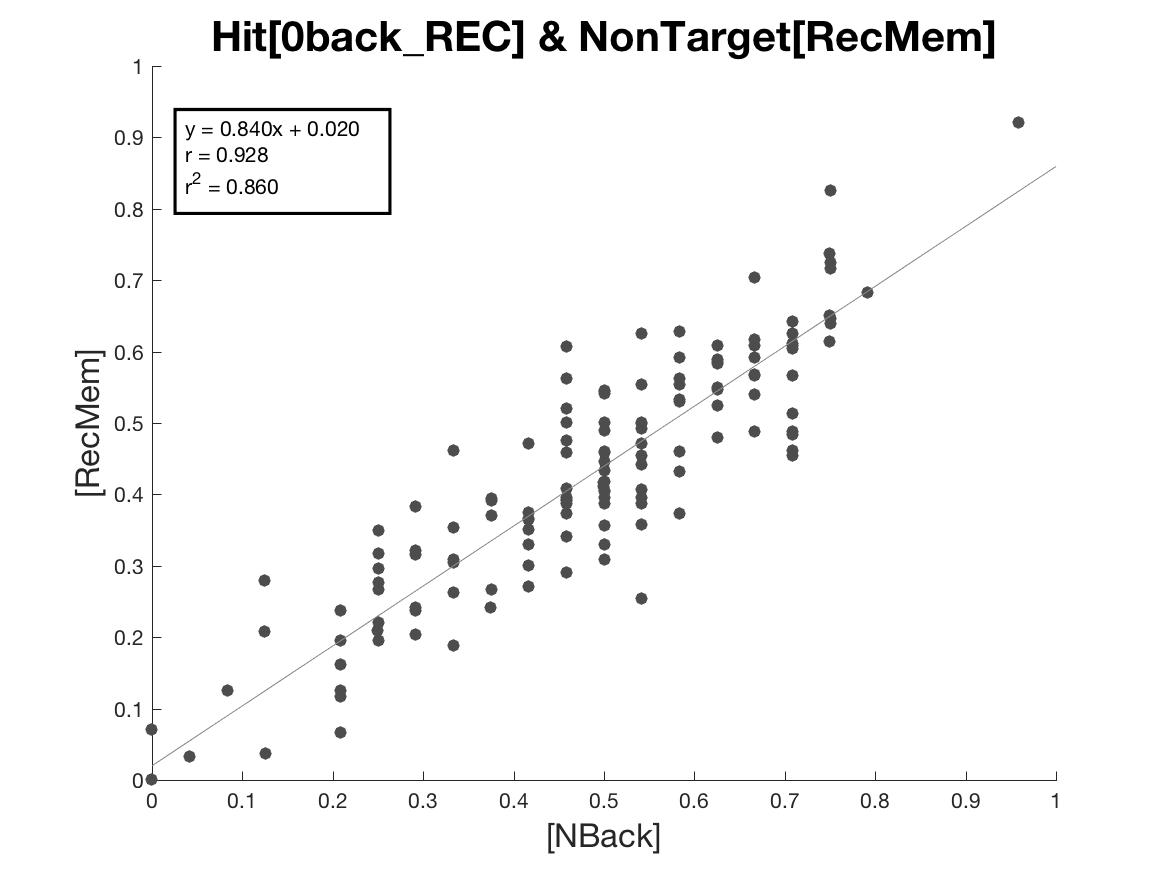 Hit[0back_REC] & NonTarget[RecMem]
1
y = 0.840x + 0.020
0.9
r = 0.928
r² = 0.860
0.8
0.7
0.6
0.5
[RecMem]
0.4
0.3
0.2
0.1
0
0 0.1 0.2 0.3 0.4 0.5 0.6 0.7 0.8 0.9 1
[NBack]